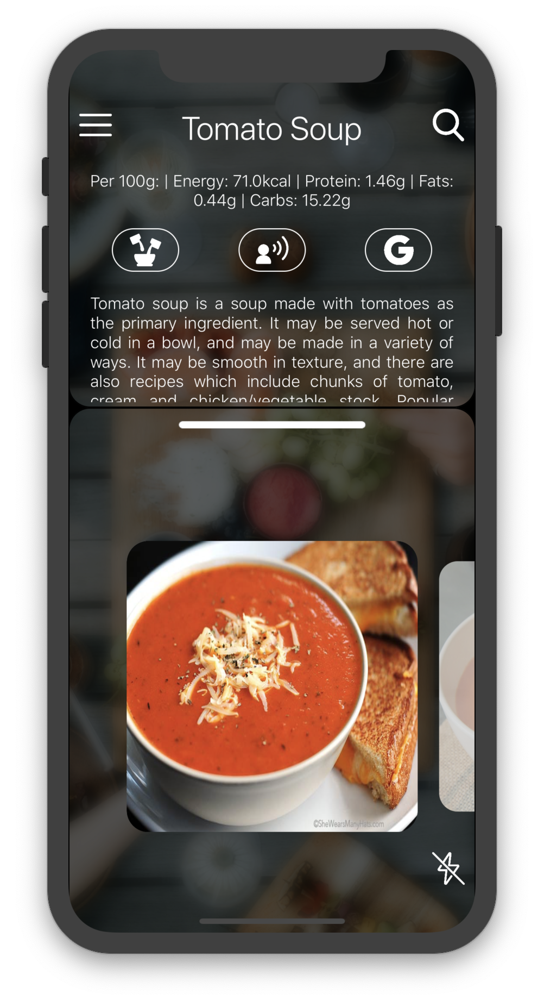 Tomato Soup
Per 100g: | Energy: 71.0kcal | Protein: 1.46g | Fats:
0.44g | Carbs: 15.22g
G
Tomato soup is a soup made with tomatoes as
the primary ingredient. It may be served hot or
cold in a bowl, and may be made in a variety of
ways. It may be smooth in texture, and there are
also recipes which include chunks of tomato,
cream and chicken/vegetable stock. Popular
©SheWearsManyHats.com